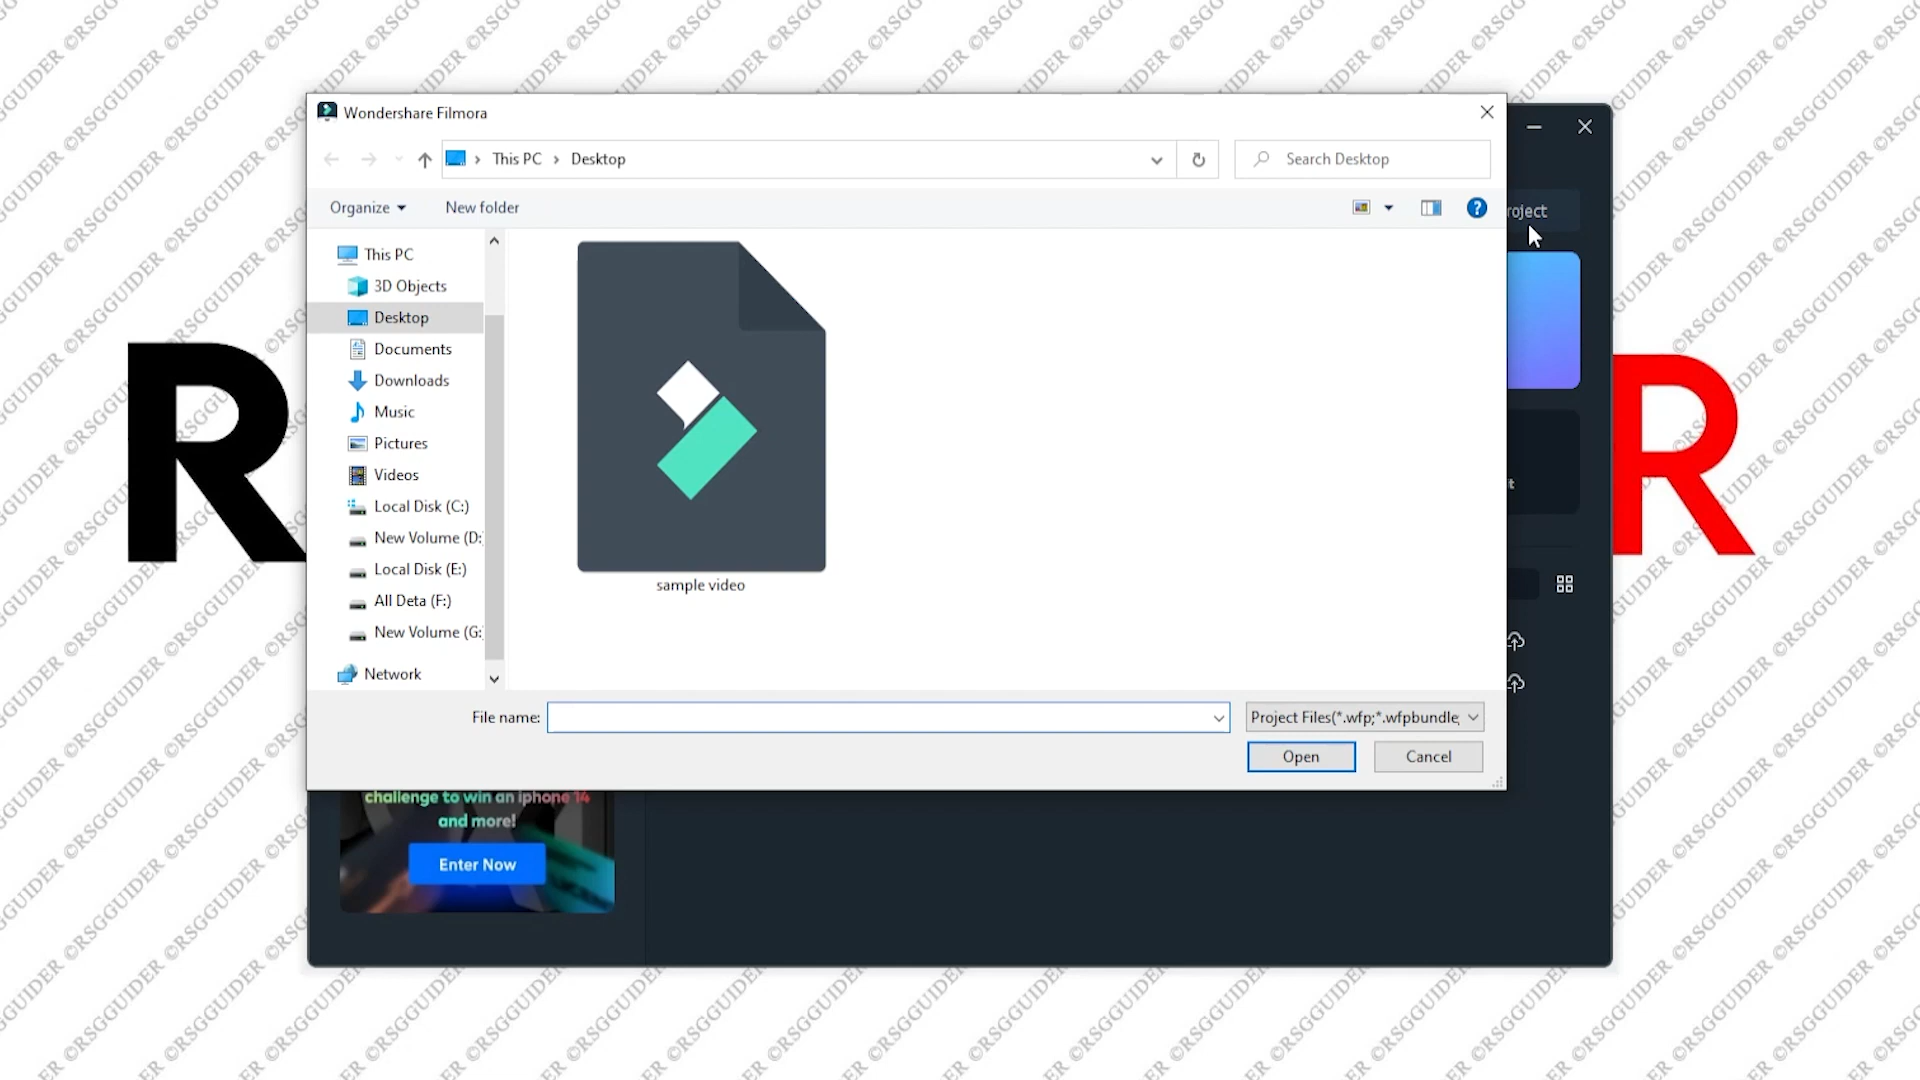 Wondershare Filmora
This PC > Desktop
Search Desktop
Organize
New folder
roject
This PC
3D Objects
Desktop
Documents
Downloads
Music
Pictures
Videos
Local Disk (C:)
New Volume (D:
Local Disk (E:)
All Deta (F:)
New Volume (G:
Network
sample video
R
R
t
File name:
Project Files(*.wfp;*.wfpbundle
Open
Cancel
challenge to win an iphone 14
and more!
Enter Now
©RSGGUIDER